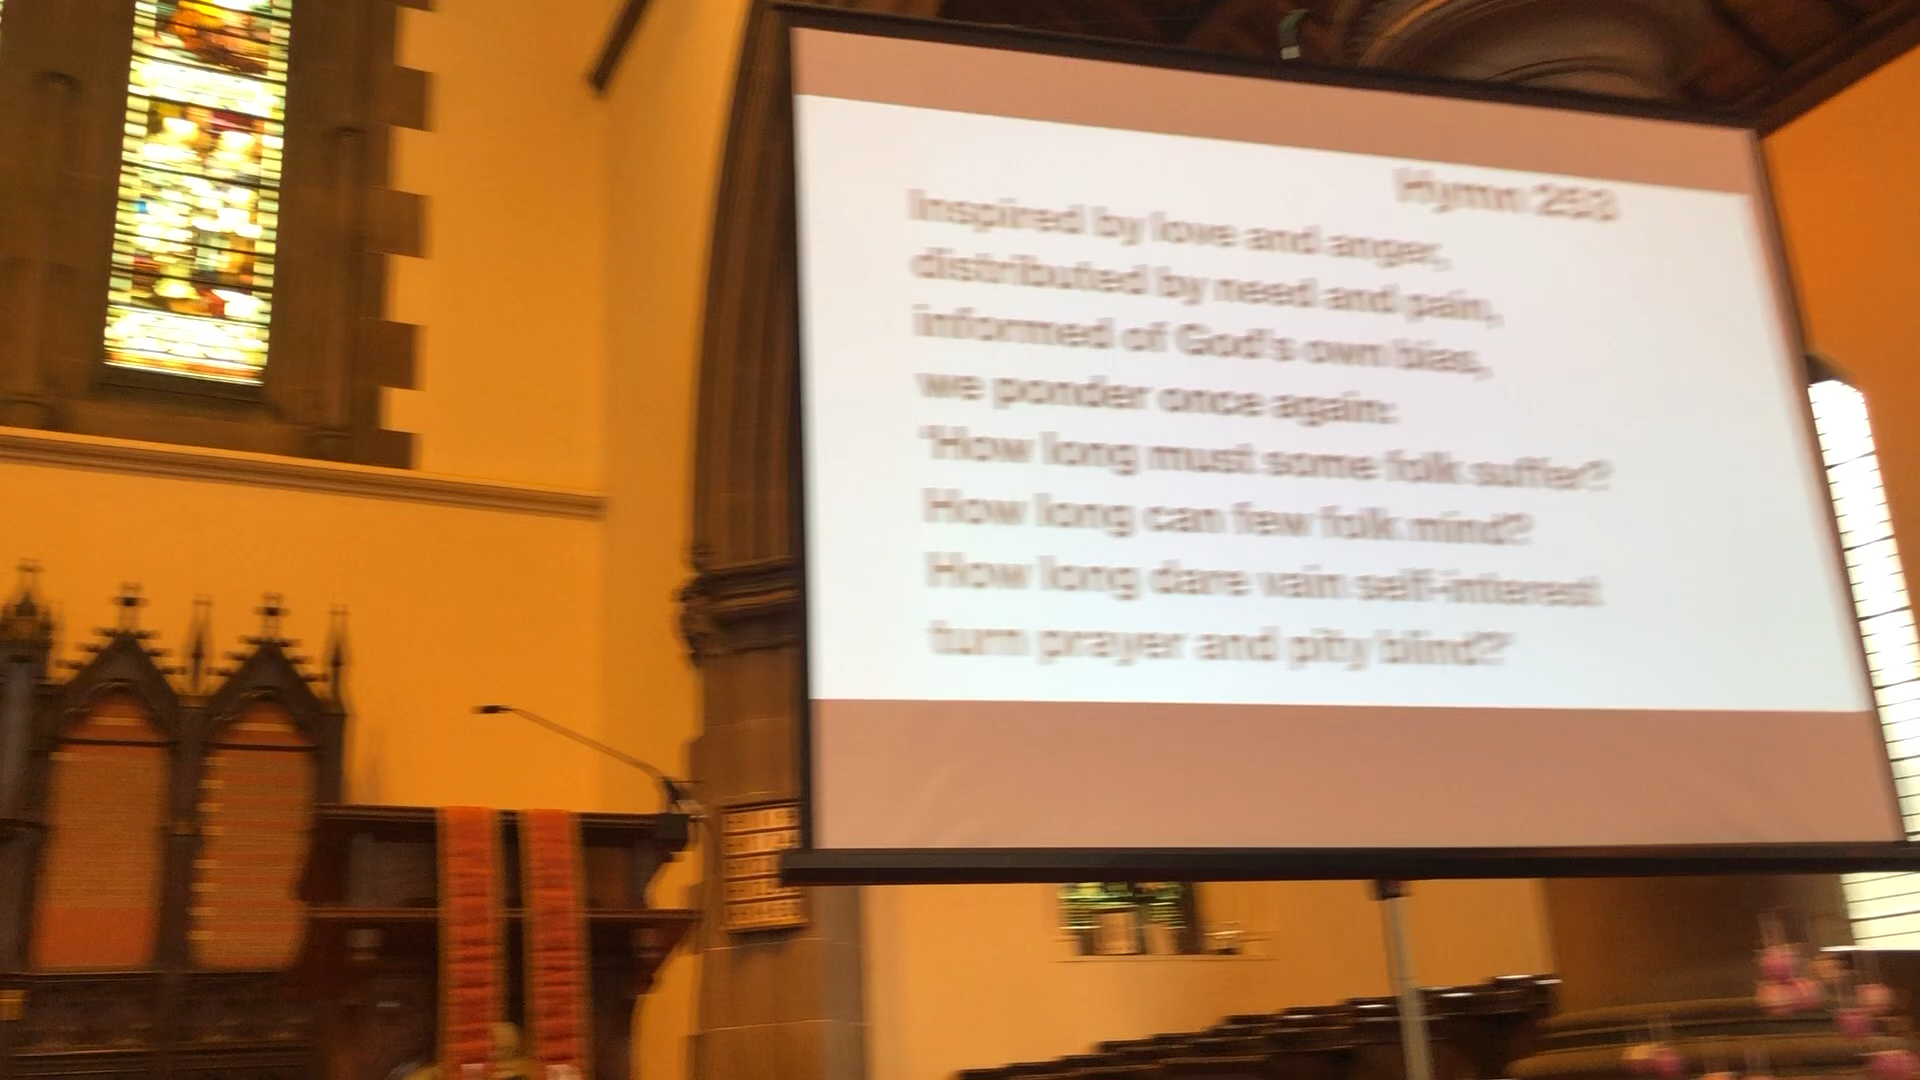 Hymn 253
Inspired by love and anger,
distributed by need and pain,
informed of God's own bias,
we ponder once again:
'How long must some folk suffer?
How long can few folk mind?
How long dare vain self-interest
turn prayer and pity blind?'